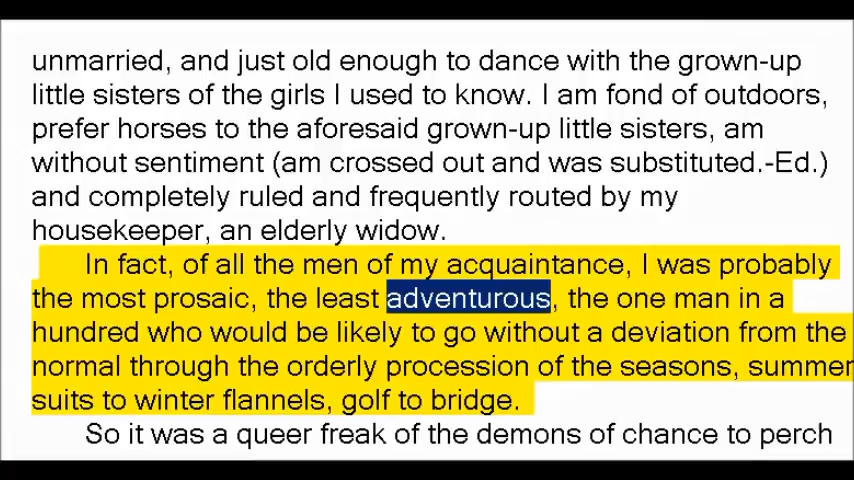 unmarried, and just old enough to dance with the grown-up
little sisters of the girls I used to know. I am fond of outdoors,
prefer horses to the aforesaid grown-up little sisters, am
without sentiment (am crossed out and was substituted.-Ed.)
and completely ruled and frequently routed by my
housekeeper, an elderly widow.
In fact, of all the men of my acquaintance, I was probably
the most prosaic, the least adventurous, the one man in a
hundred who would be likely to go without a deviation from the
normal through the orderly procession of the seasons, summer
suits to winter flannels, golf to bridge.
So it was a queer freak of the demons of chance to perch